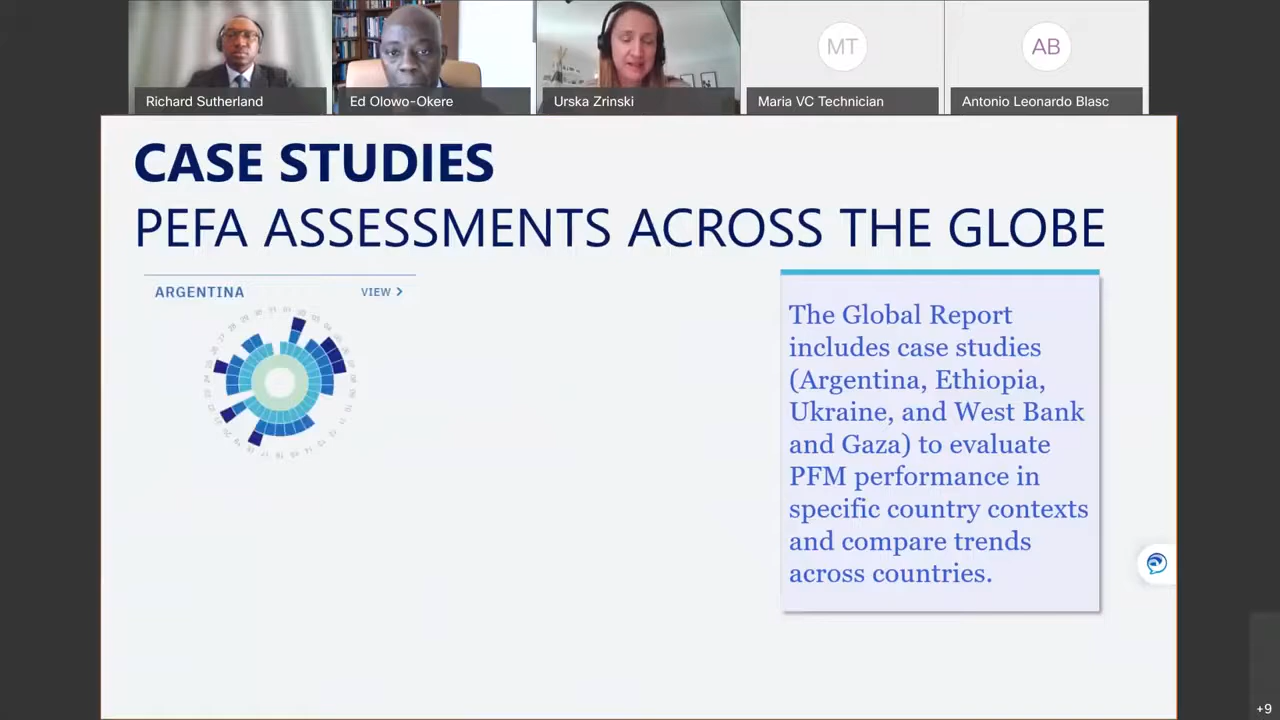 MT
AB
Richard Sutherland
Ed Olowo-Okere
Urska Zrinski
Maria VC Technician
Antonio Leonardo Blasc
CASE STUDIES
PEFA ASSESSMENTS ACROSS THE GLOBE
ARGENTINA
VIEW >
The Global Report
includes case studies
(Argentina, Ethiopia,
Ukraine, and West Bank
and Gaza) to evaluate
PFM performance in
specific country contexts
and compare trends
across countries.
+9